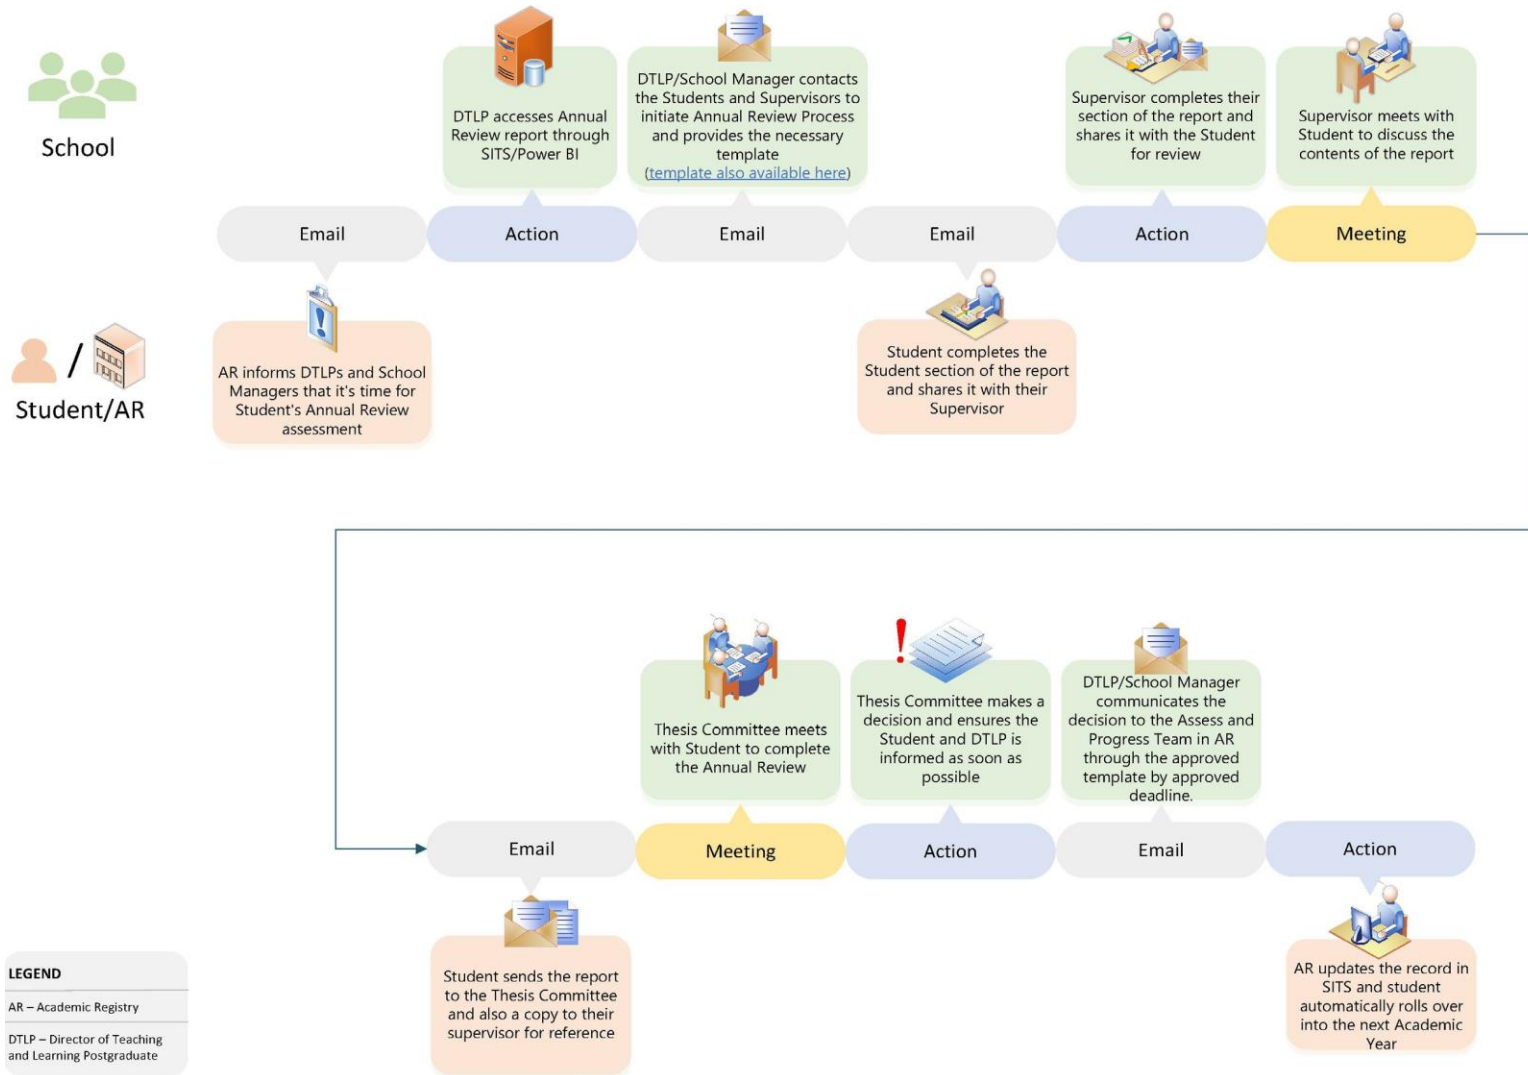 School
DTLP accesses Annual
Review report through
SITS/Power BI
DTLP/School Manager contacts
the Students and Supervisors to
initiate Annual Review Process
and provides the necessary
template
(template also available here)
Supervisor completes their
section of the report and
shares it with the Student
for review
Supervisor meets with
Student to discuss the
contents of the report
Email
Action
Email
Email
Action
Meeting
Student/AR
AR informs DTLPs and School
Managers that it's time for
Student's Annual Review
assessment
Student completes the
Student section of the report
and shares it with their
Supervisor
Thesis Committee meets
with Student to complete
the Annual Review
Thesis Committee makes a
decision and ensures the
Student and DTLP is
informed as soon as
possible
DTLP/School Manager
communicates the
decision to the Assess and
Progress Team in AR
through the approved
template by approved
deadline.
Email
Meeting
Action
Email
Action
Student sends the report
to the Thesis Committee
and also a copy to their
supervisor for reference
AR updates the record in
SITS and student
automatically rolls over
into the next Academic
Year
LEGEND
AR – Academic Registry
DTLP – Director of Teaching
and Learning Postgraduate